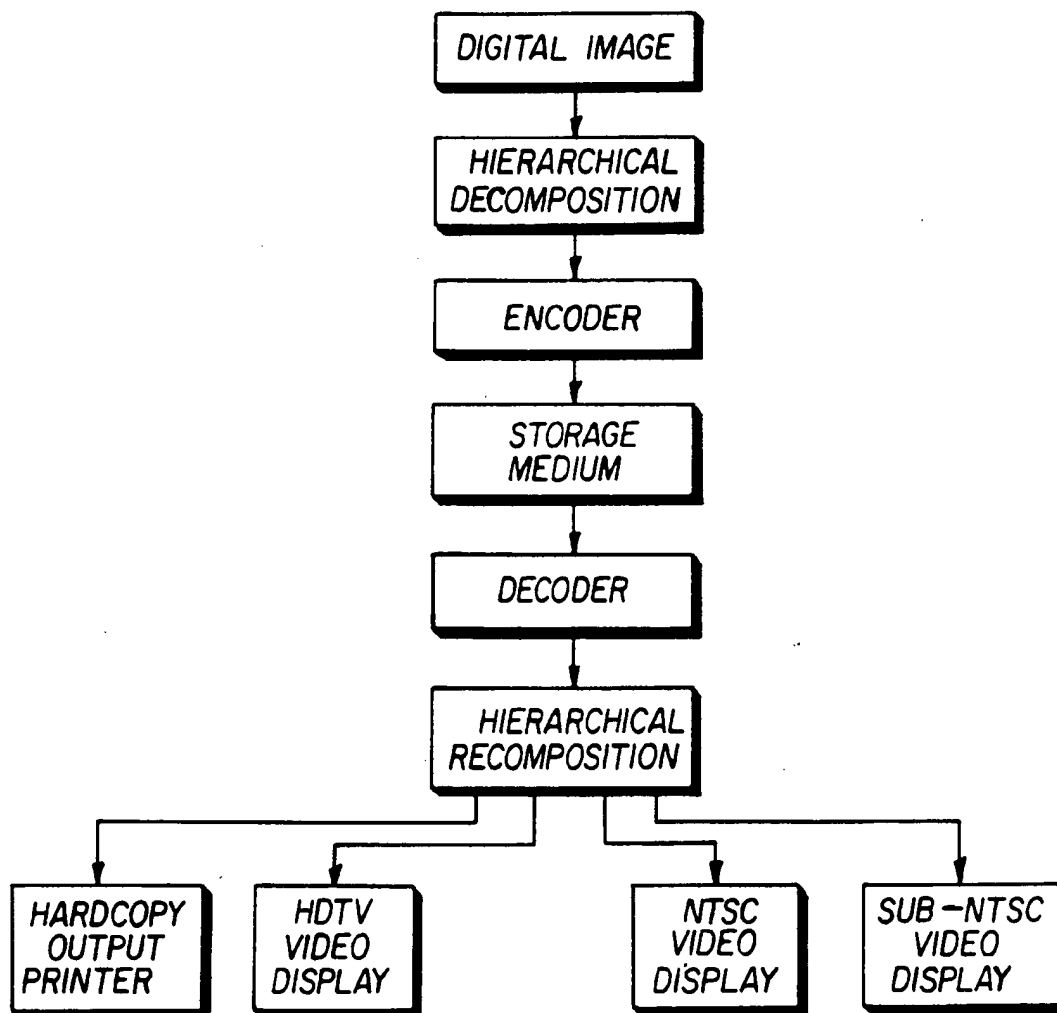 DIGITAL IMAGE
HIERARCHICAL
DECOMPOSITION
ENCODER
STORAGE
MEDIUM
DECODER
HIERARCHICAL
RECOMPOSITION
HARDCOPY
OUTPUT
PRINTER
HDTV
VIDEO
DISPLAY
NTSC
VIDEO
DISPLAY
SUB-NTSC
VIDEO
DISPLAY